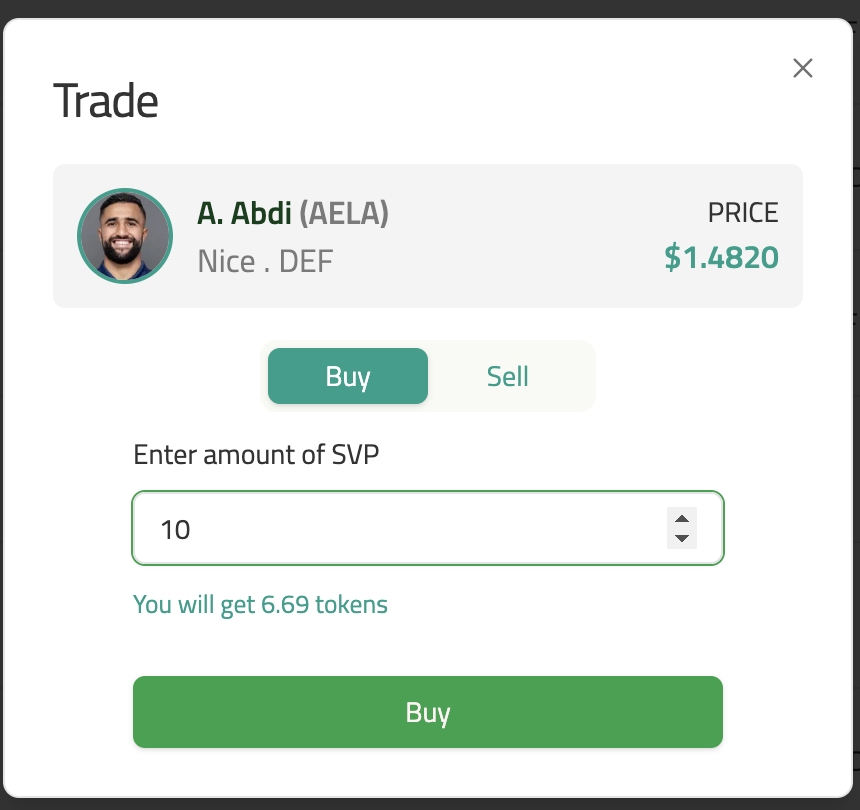 Trade
A. Abdi (AELA)
Nice . DEF
PRICE
$1.4820
Buy
Sell
Enter amount of SVP
10
You will get 6.69 tokens
Buy